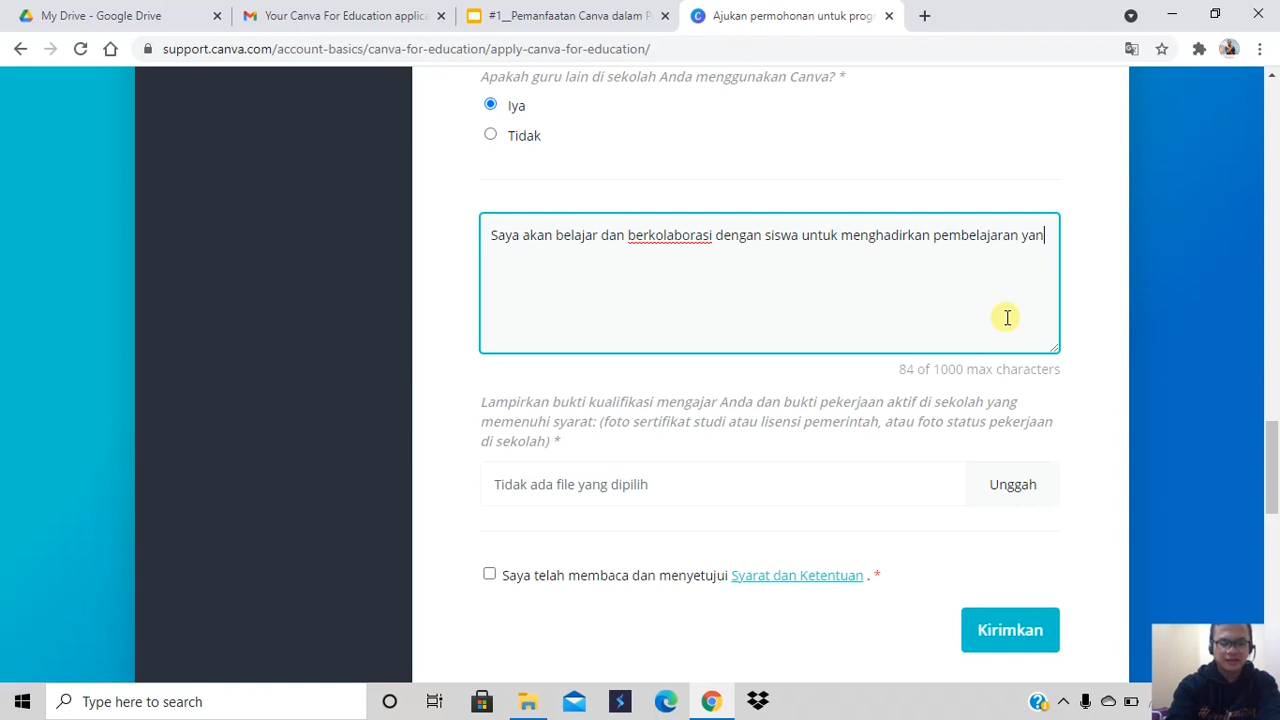 My Drive - Google Drive
Your Canva For Education applic
#1__Pemanfaatan Canva dalam P
Ajukan permohonan untuk progr
support.canva.com/account-basics/canva-for-education/apply-canva-for-education/
Apakah guru lain di sekolah Anda menggunakan Canva? *
Iya
Tidak
Saya akan belajar dan berkolaborasi dengan siswa untuk menghadirkan pembelajaran yan
84 of 1000 max characters
Lampirkan bukti kualifikasi mengajar Anda dan bukti pekerjaan aktif di sekolah yang
memenuhi syarat: (foto sertifikat studi atau lisensi pemerintah, atau foto status pekerjaan
di sekolah) *
Tidak ada file yang dipilih
Unggah
Saya telah membaca dan menyetujui Syarat dan Ketentuan . *
Kirimkan
Type here to search